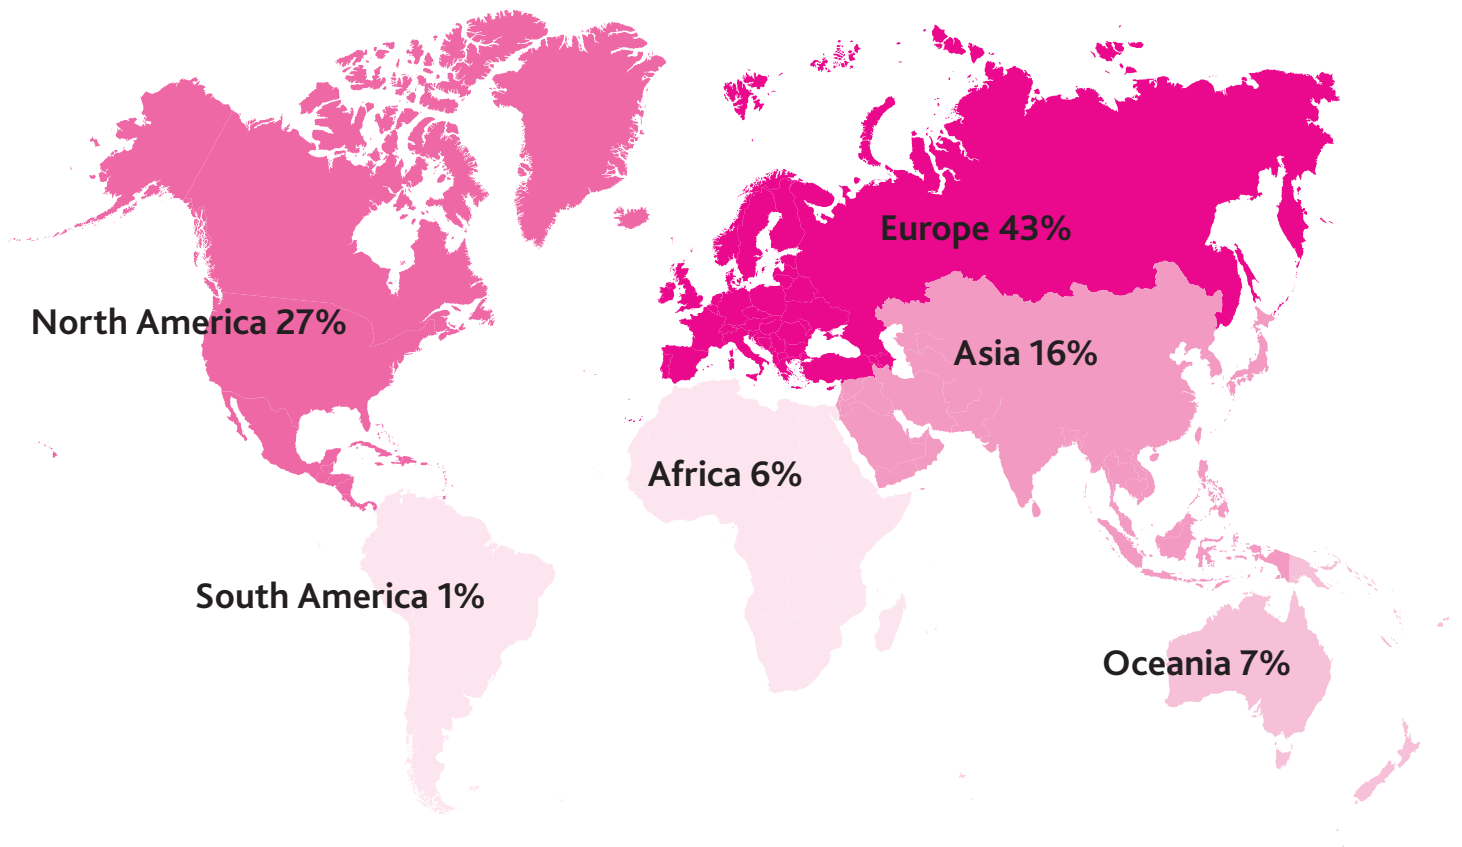 Europe 43%
North America 27%
Asia 16%
Africa 6%
South America 1%
Oceania 7%